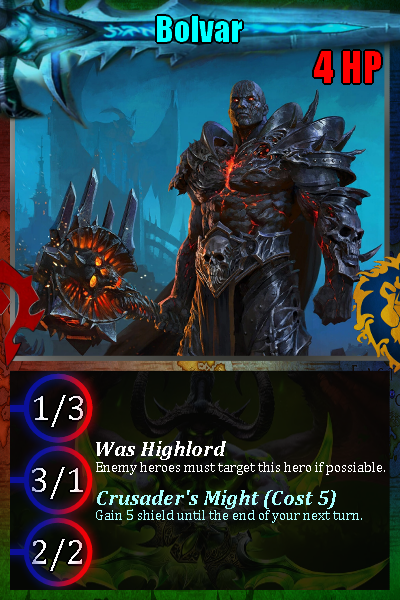 Bolvar
4 HP
1/3
3/1
2/2
Was Highlord
Enemy heroes must target this hero if possiable.
Crusader's Might (Cost 5)
Gain 5 shield until the end of your next turn.